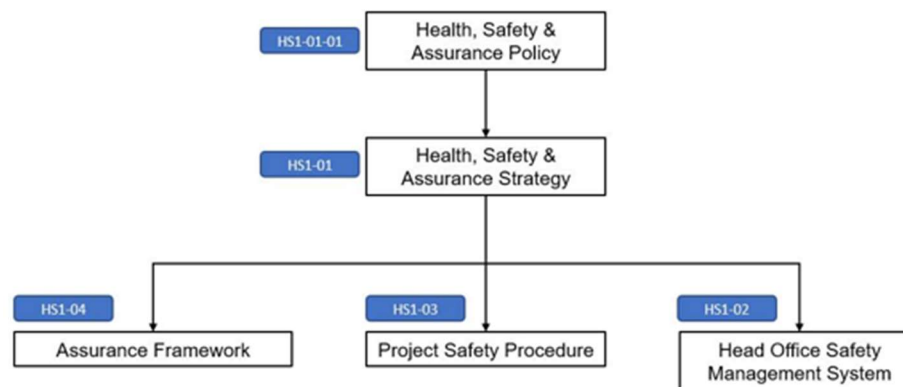 HS1-01-01
Health, Safety &
Assurance Policy
HS1-01
Health, Safety &
Assurance Strategy
HS1-04
HS1-03
HS1-02
Assurance Framework
Project Safety Procedure
Head Office Safety
Management System